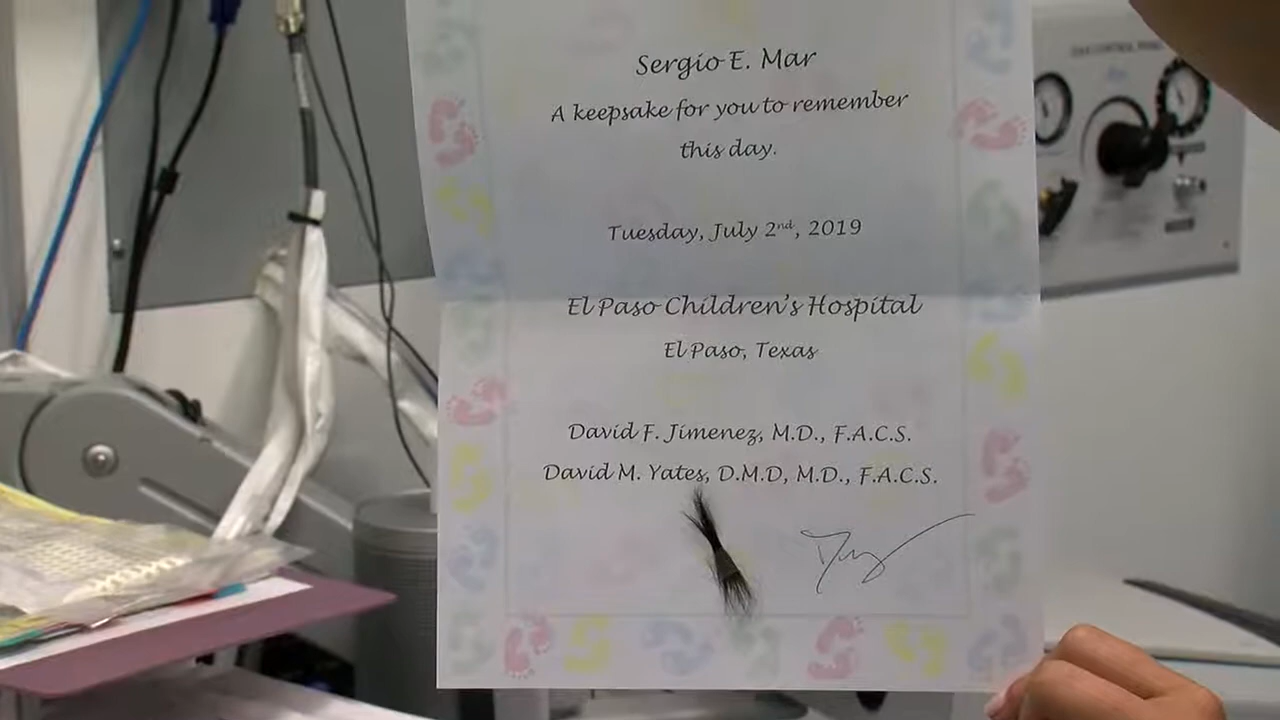 Sergio E. Mar
A keepsake for you to remember
this day.
Tuesday, July 2nd, 2019
El Paso Children's Hospital
El Paso, Texas
David F. Jimenez, M.D., F.A.C.S.
David M. Yates, D.M.D, M.D., F.A.C.S.